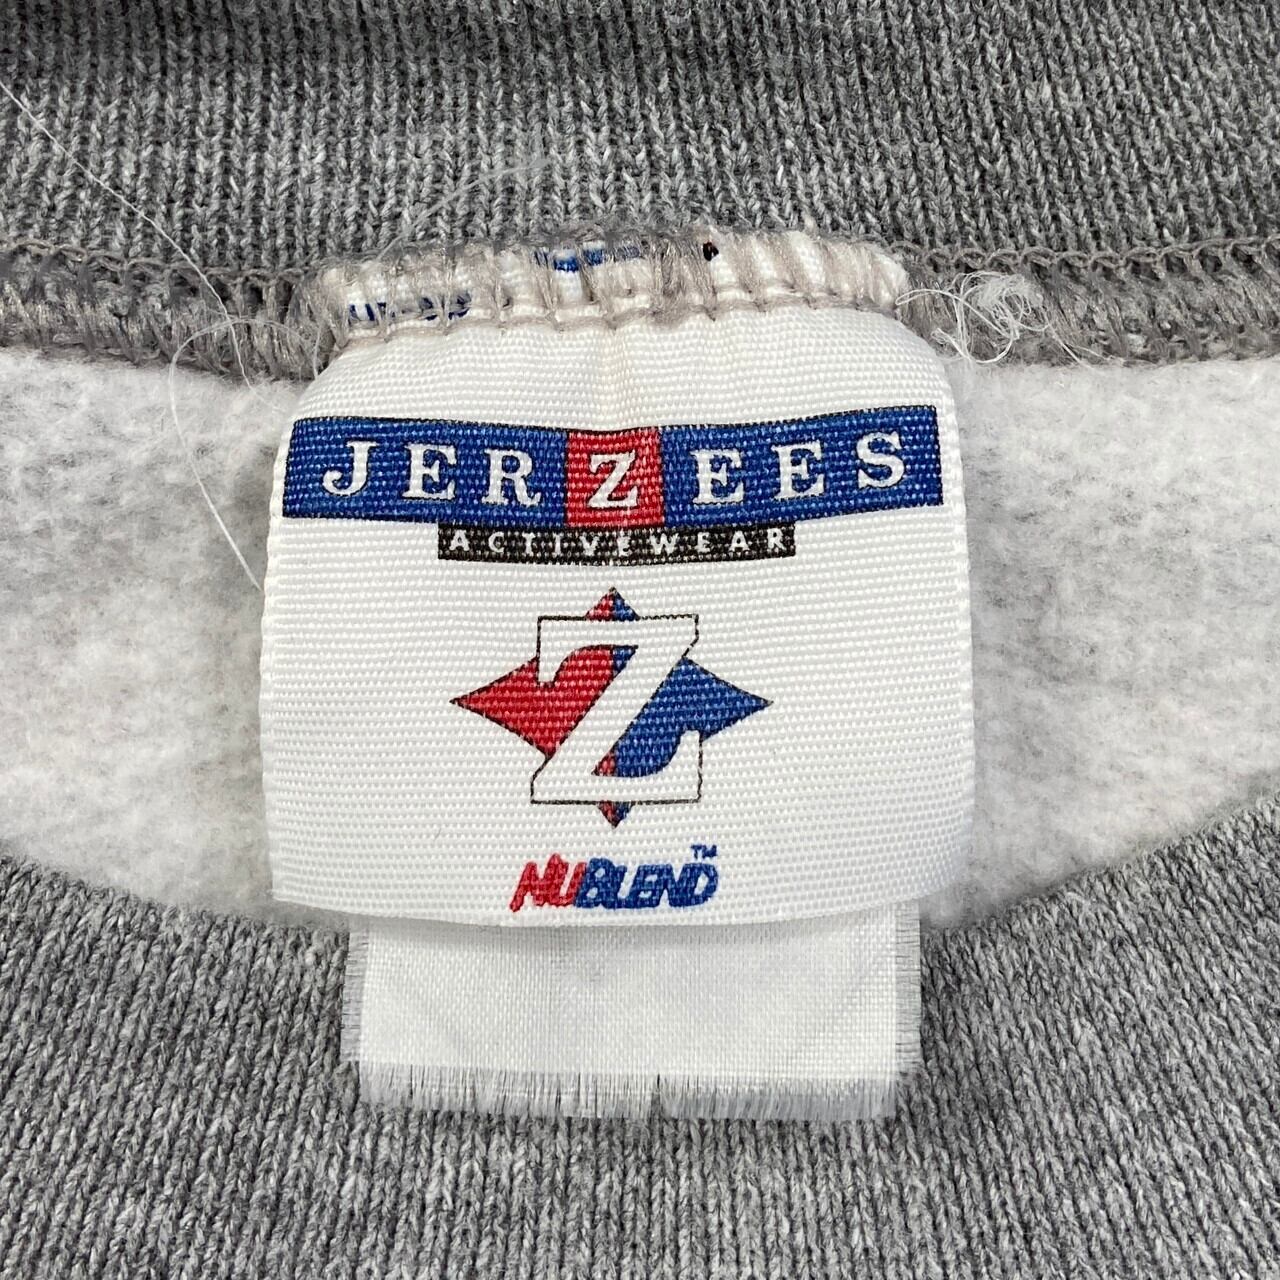 JERZEES
ACTIVEWEAR
Z
NUBLEND™